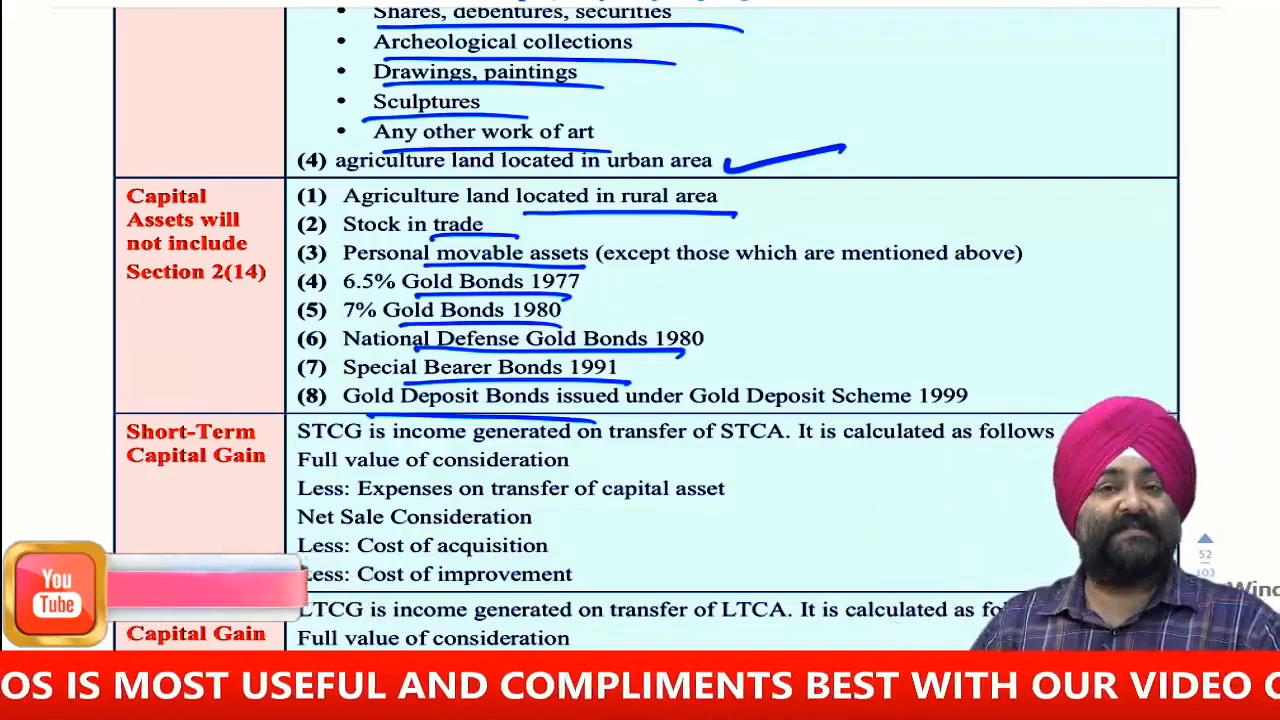 • Shares, debentures, securities
• Archeological collections
• Drawings, paintings
• Sculptures
• Any other work of art
(4) agriculture land located in urban area
Capital
Assets will
not include
Section 2(14)
(1) Agriculture land located in rural area
(2) Stock in trade
(3) Personal movable assets (except those which are mentioned above)
(4) 6.5% Gold Bonds 1977
(5) 7% Gold Bonds 1980
(6) National Defense Gold Bonds 1980
(7) Special Bearer Bonds 1991
(8) Gold Deposit Bonds issued under Gold Deposit Scheme 1999
Short-Term
Capital Gain
STCG is income generated on transfer of STCA. It is calculated as follows
Full value of consideration
Less: Expenses on transfer of capital asset
Net Sale Consideration
Less: Cost of acquisition
Less: Cost of improvement
Capital Gain
LTCG is income generated on transfer of LTCA. It is calculated as
Full value of consideration
52
103
You
Tube
OS IS MOST USEFUL AND COMPLIMENTS BEST WITH OUR VIDEO